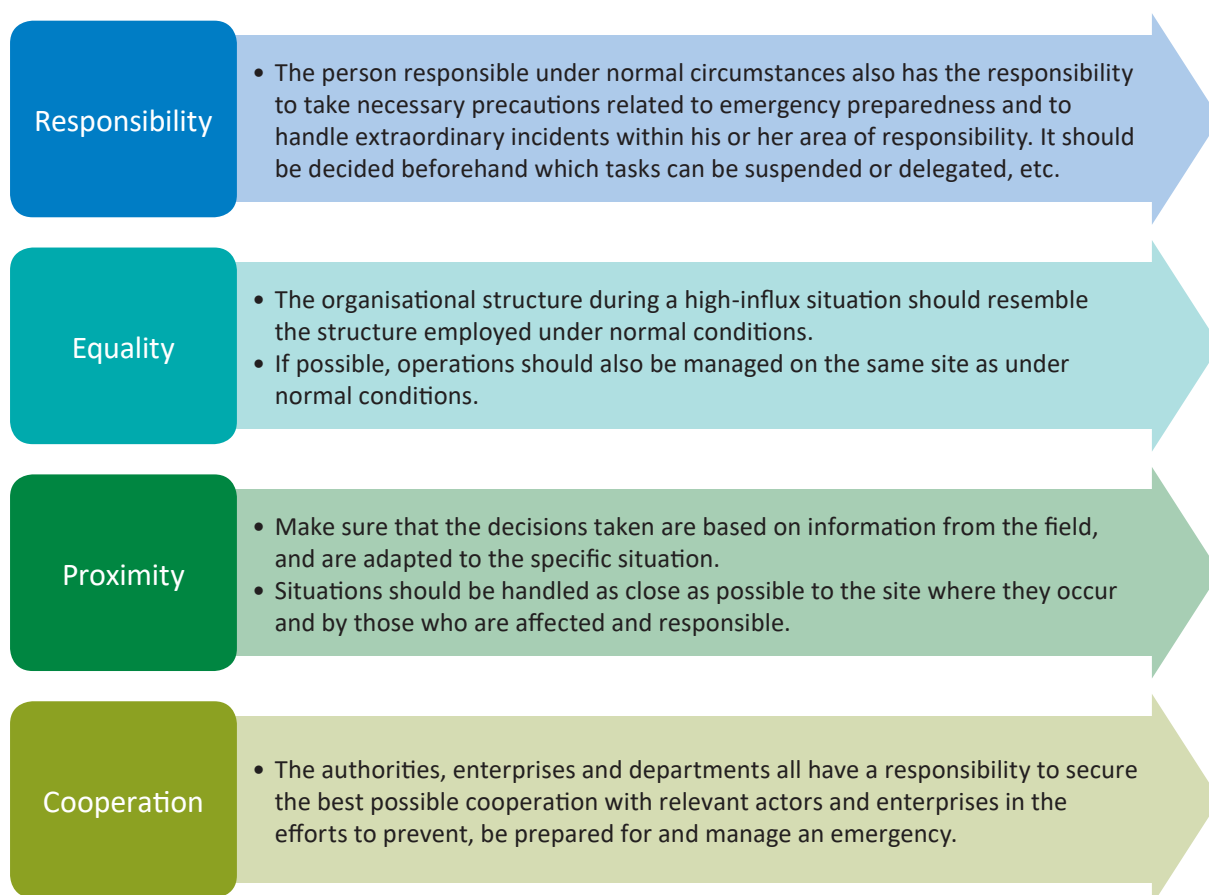 Responsibility
• The person responsible under normal circumstances also has the responsibility
to take necessary precautions related to emergency preparedness and to
handle extraordinary incidents within his or her area of responsibility. It should
be decided beforehand which tasks can be suspended or delegated, etc.
Equality
• The organisational structure during a high-influx situation should resemble
the structure employed under normal conditions.
• If possible, operations should also be managed on the same site as under
normal conditions.
Proximity
• Make sure that the decisions taken are based on information from the field,
and are adapted to the specific situation.
• Situations should be handled as close as possible to the site where they occur
and by those who are affected and responsible.
Cooperation
• The authorities, enterprises and departments all have a responsibility to secure
the best possible cooperation with relevant actors and enterprises in the
efforts to prevent, be prepared for and manage an emergency.